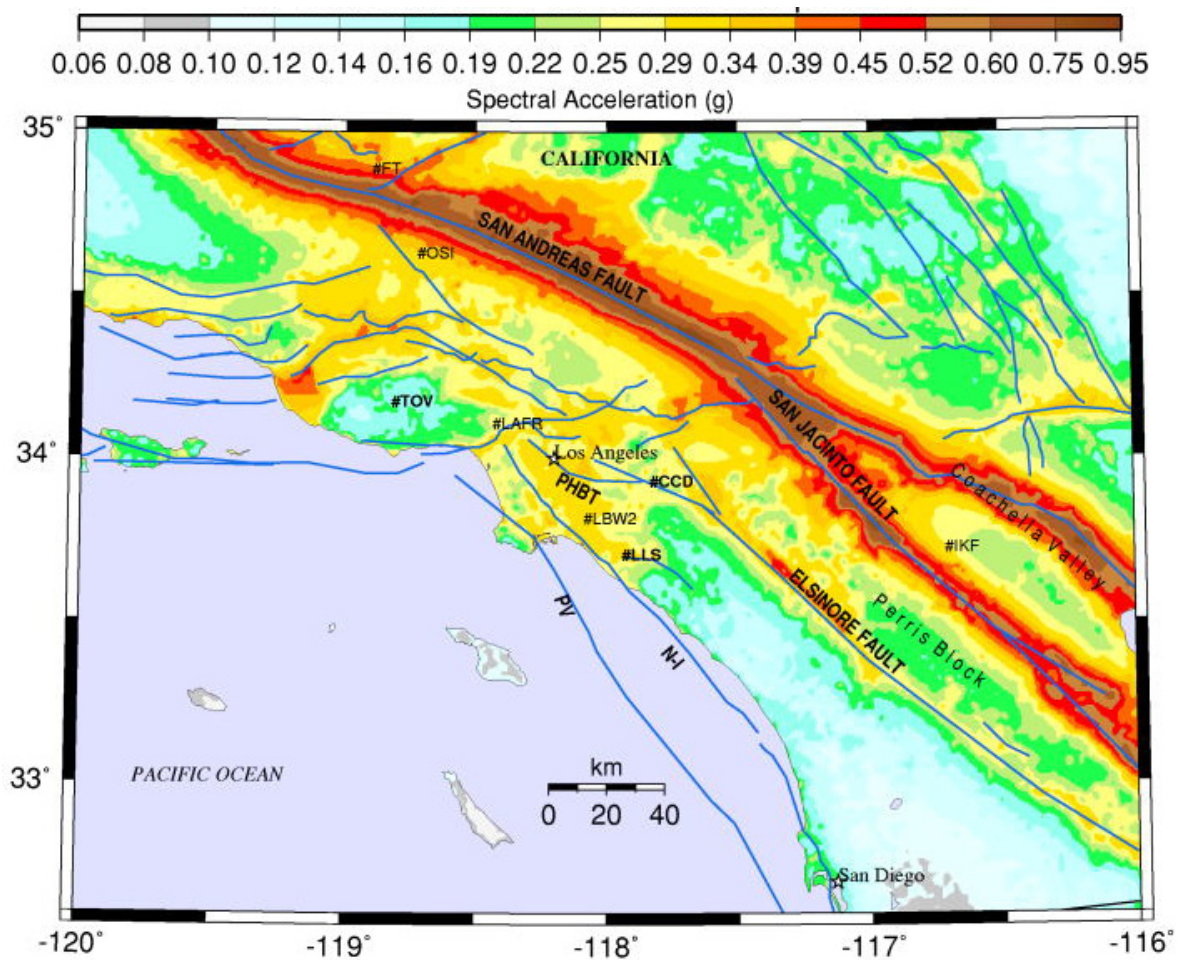 0.06 0.08 0.10 0.12 0.14 0.16 0.19 0.22 0.25 0.29 0.34 0.39 0.45 0.52 0.60 0.75 0.95
Spectral Acceleration (g)
35°
CALIFORNIA
#FT
SAN ANDREAS FAULT
#OSI
#TOV
SAN JACINTO FAULT
#LAFR
34°
Los Angeles
Coachella Valley
#CCD
PHBT
#LBW2
#IKF
#LLS
ELSINORE FAULT
Perris Block
PV
N-I
km
PACIFIC OCEAN
33°
0 20 40
San Diego
-120° -119° -118° -117° -116°